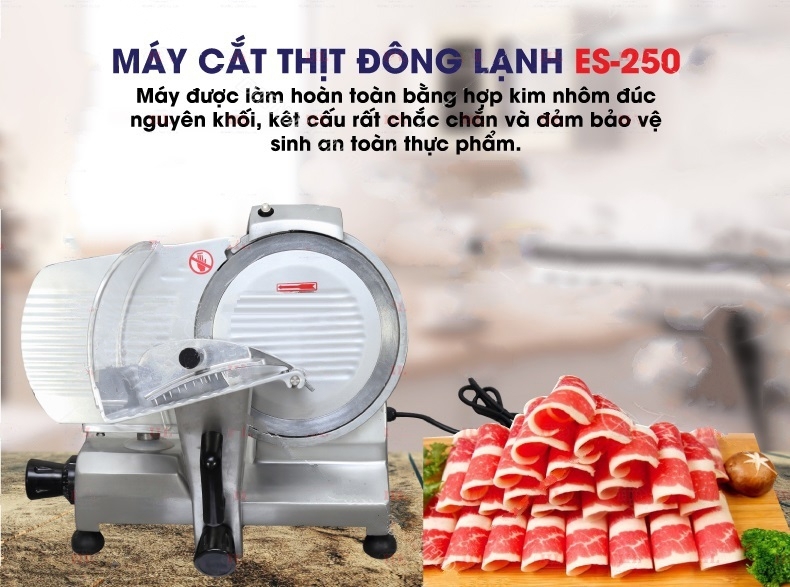 MÁY CẮT THỊT ĐÔNG LẠNH ES-250
Máy được làm hoàn toàn bằng hợp kim nhôm đúc
nguyên khối, kêt cấu rất chắc chắn và đảm bảo vệ
sinh an toàn thực phẩm.